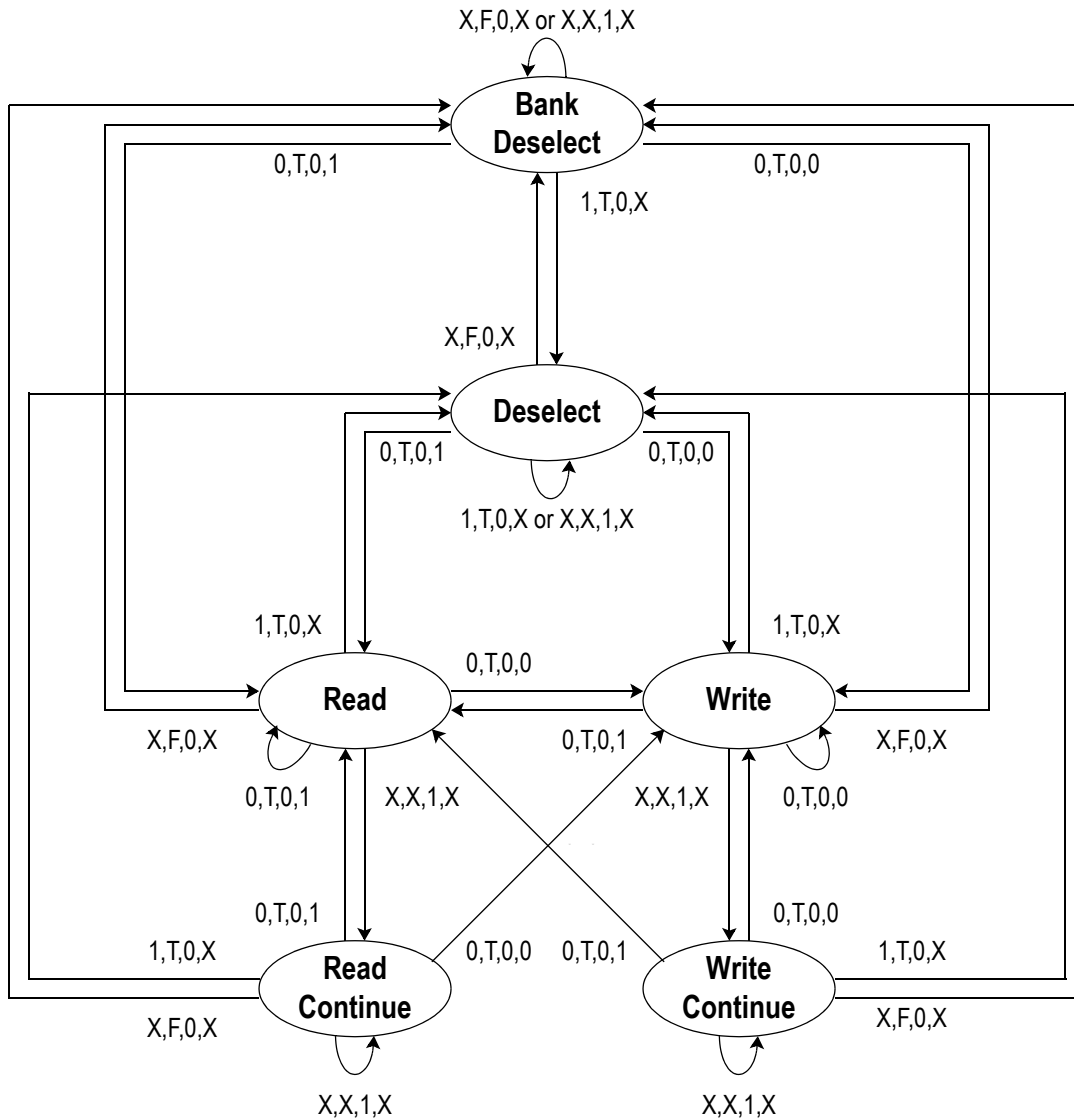 X,F,0,X or X,X,1,X
Bank
Deselect
0,T,0,1
0,T,0,0
1,T,0,X
X,F,0,X
Deselect
0,T,0,1
0,T,0,0
1,T,0,X or X,X,1,X
1,T,0,X
1,T,0,X
0,T,0,0
Read
Write
X,F,0,X
0,T,0,1
X,F,0,X
0,T,0,1
X,X,1,X
X,X,1,X
0,T,0,0
0,T,0,1
0,T,0,0
1,T,0,X
0,T,0,0
0,T,0,1
1,T,0,X
Read
Continue
Write
Continue
X,F,0,X
X,F,0,X
X,X,1,X
X,X,1,X